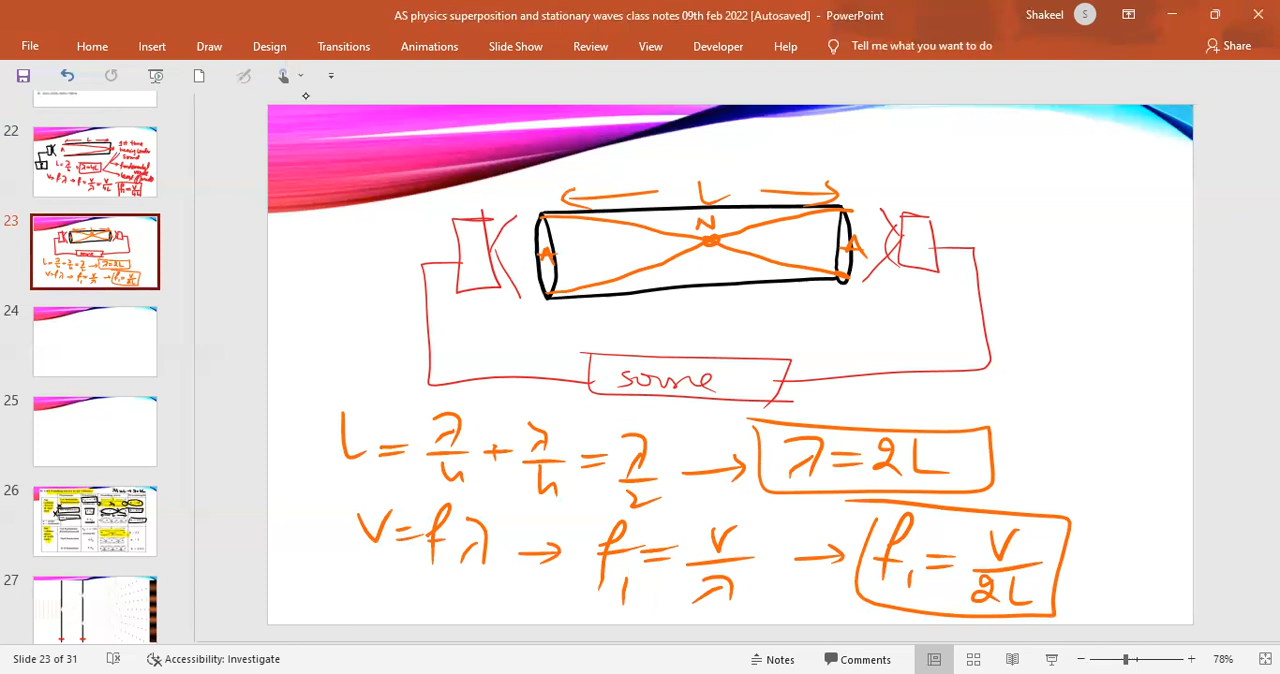 AS physics superposition and stationary waves class notes 09th feb 2022 [Autosaved] - PowerPoint
Shakeel
S
File Home Insert Draw Design Transitions Animations Slide Show Review View Developer Help Tell me what you want to do
Share
22
23
24
25
26
27
L
N
A A
source
L = λ/4 + λ/4 = λ/2 → λ = 2L
v = fλ → f₁ = v/λ → f₁ = v/2L
Slide 23 of 31
Accessibility: Investigate
Notes
Comments
78%